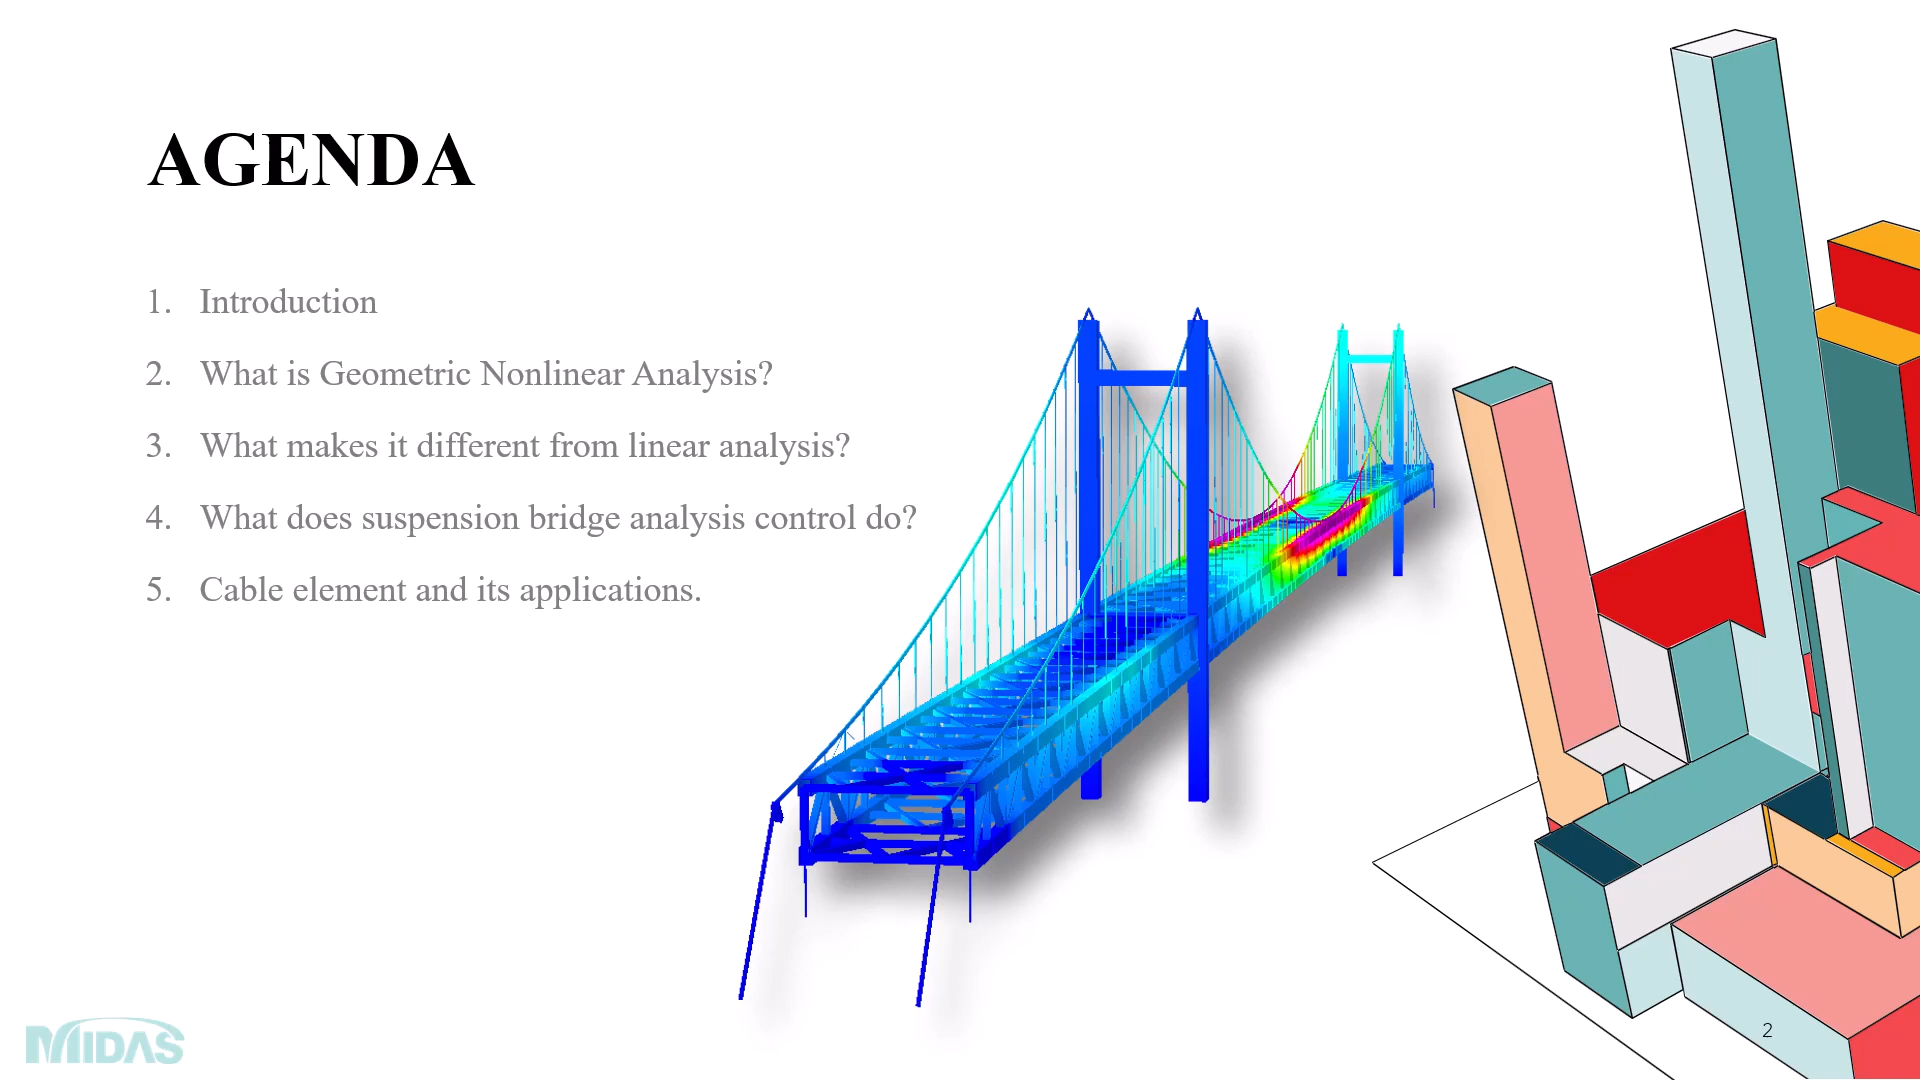 AGENDA
1. Introduction
2. What is Geometric Nonlinear Analysis?
3. What makes it different from linear analysis?
4. What does suspension bridge analysis control do?
5. Cable element and its applications.
MIDAS
2